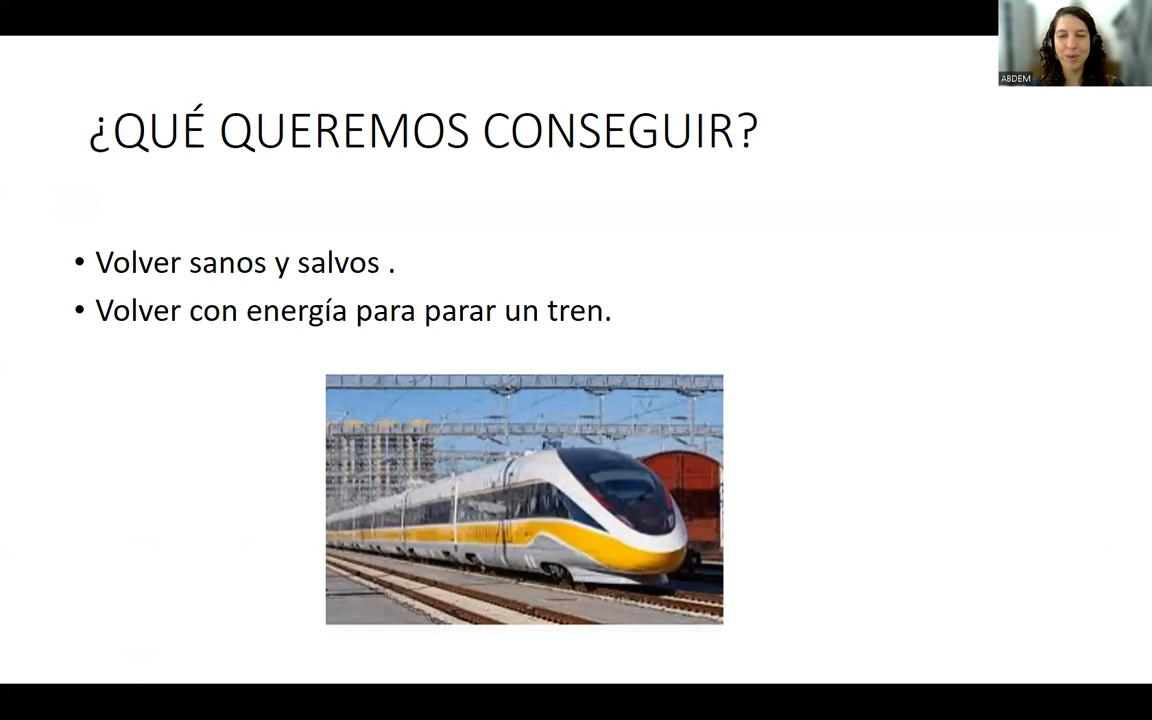 ABDEM
¿QUÉ QUEREMOS CONSEGUIR?
• Volver sanos y salvos .
• Volver con energía para parar un tren.